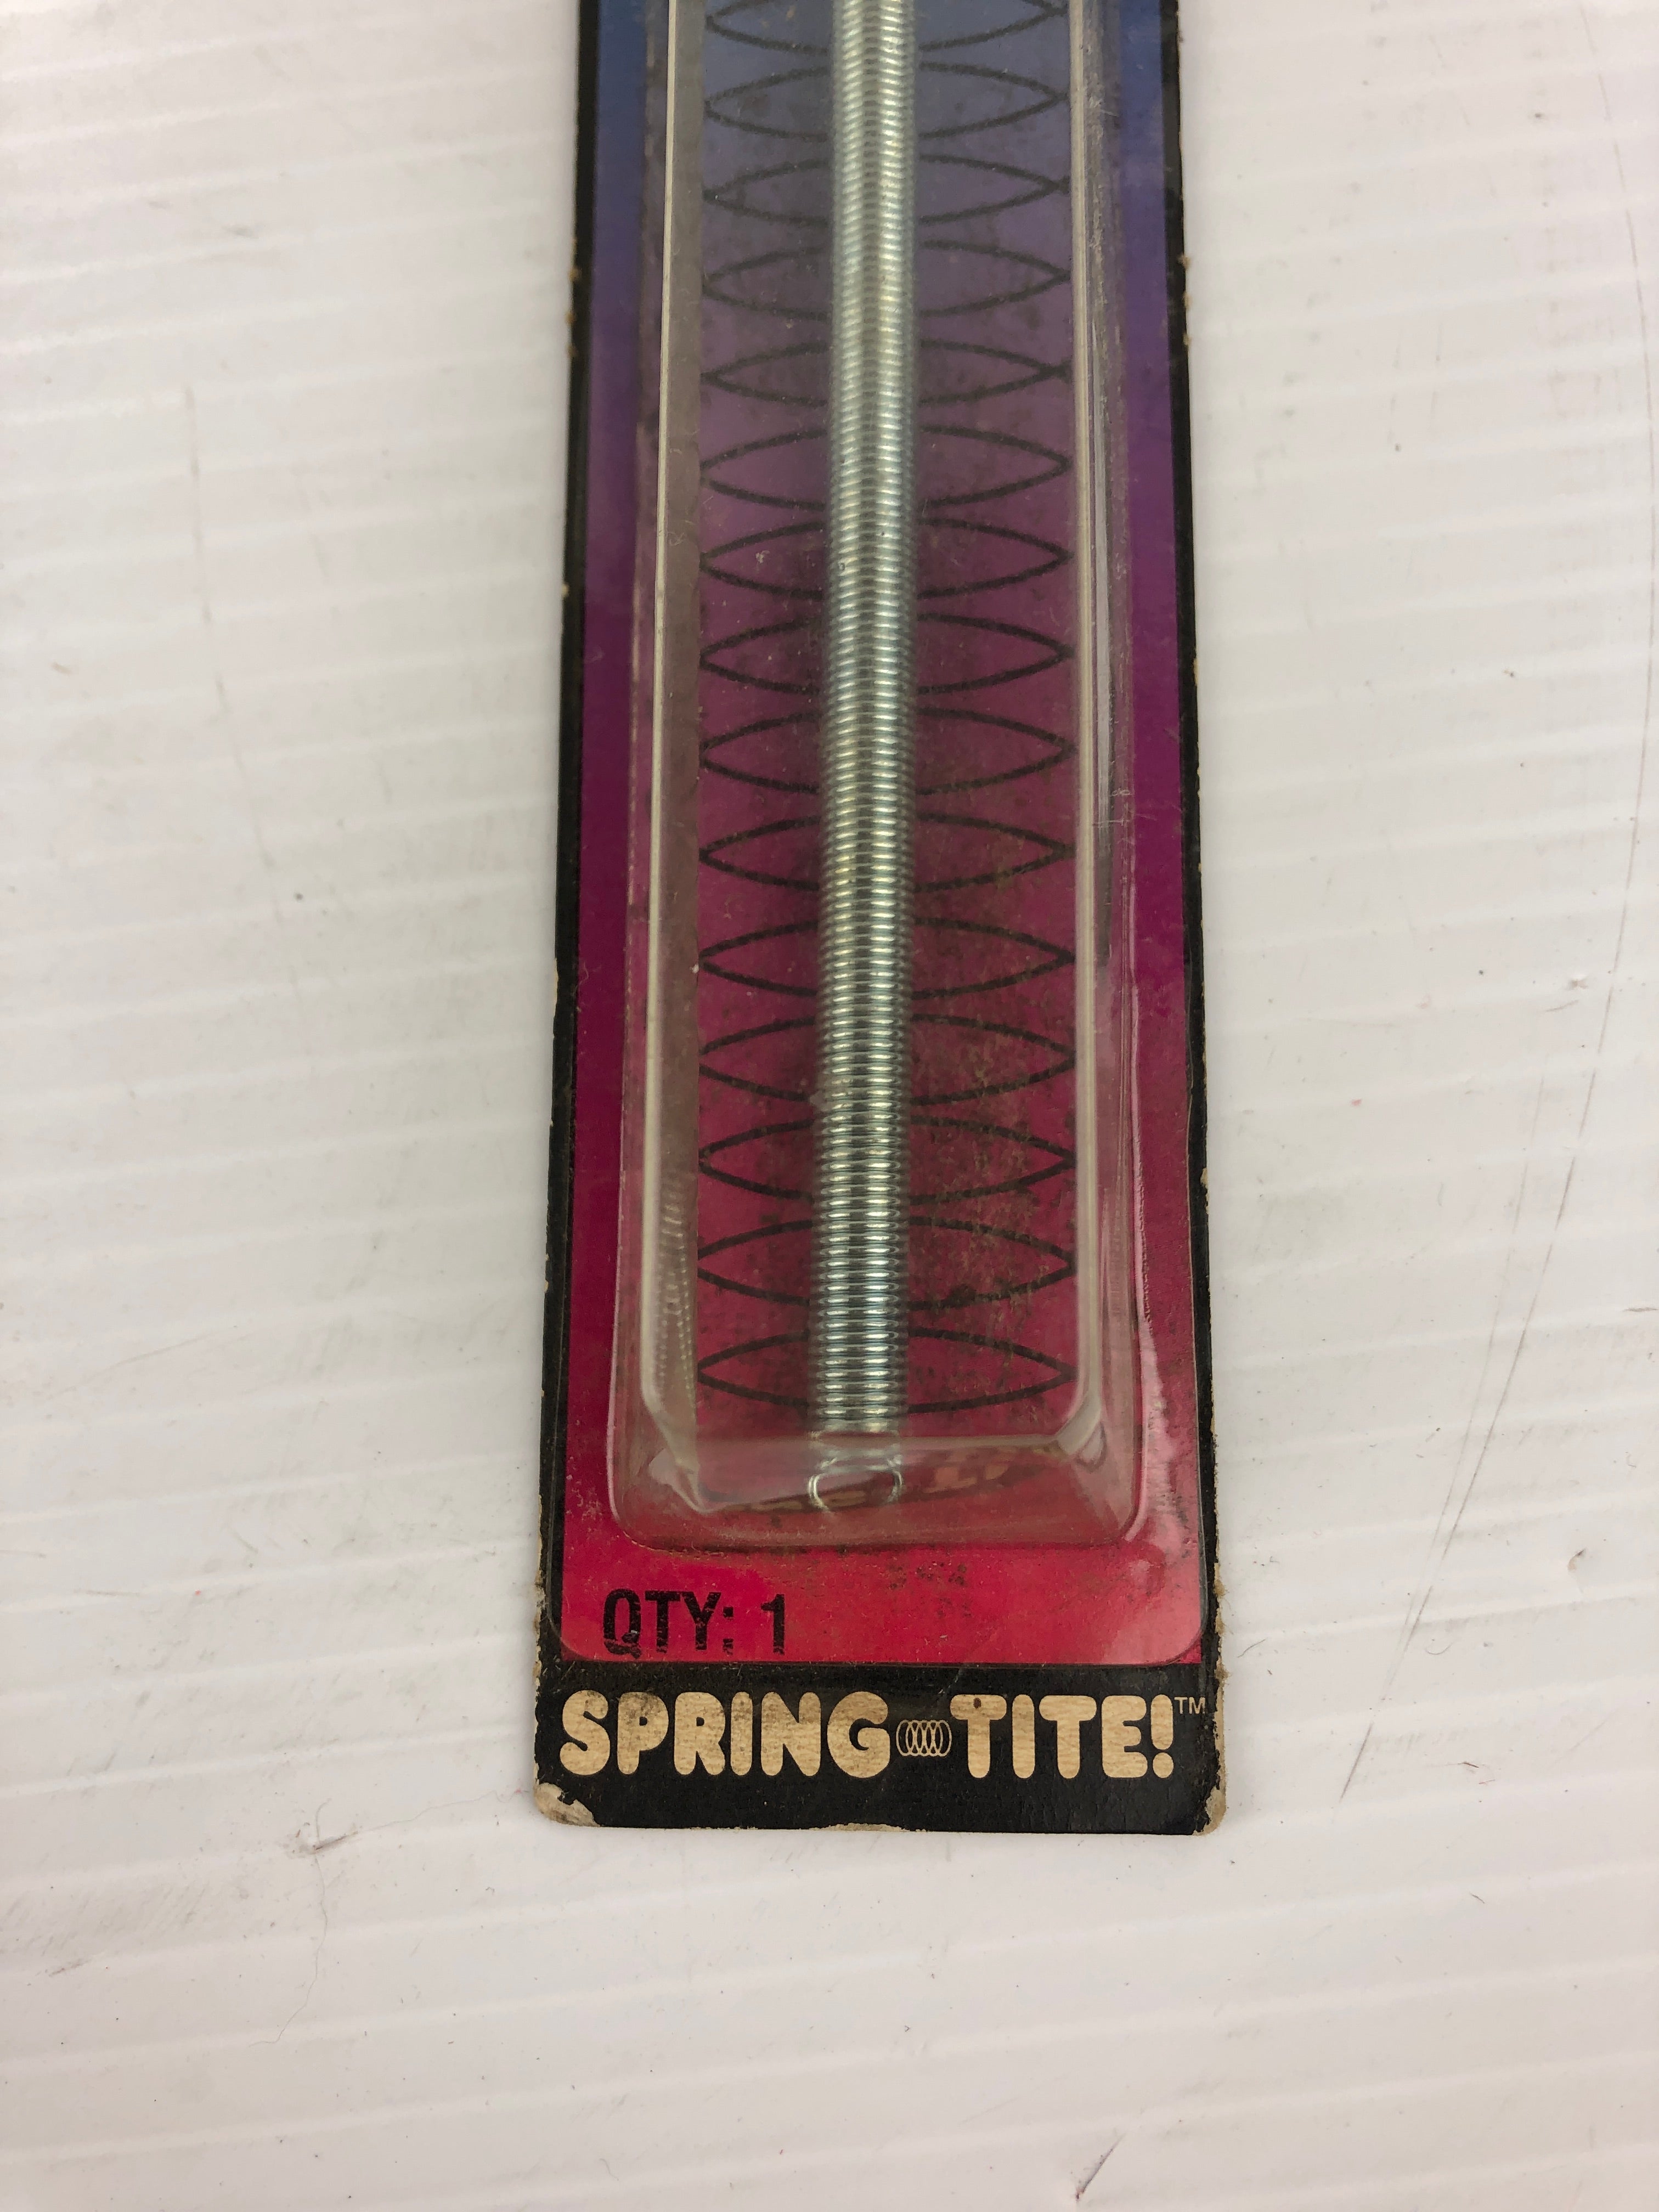 QTY: 1
SPRING TITE!™